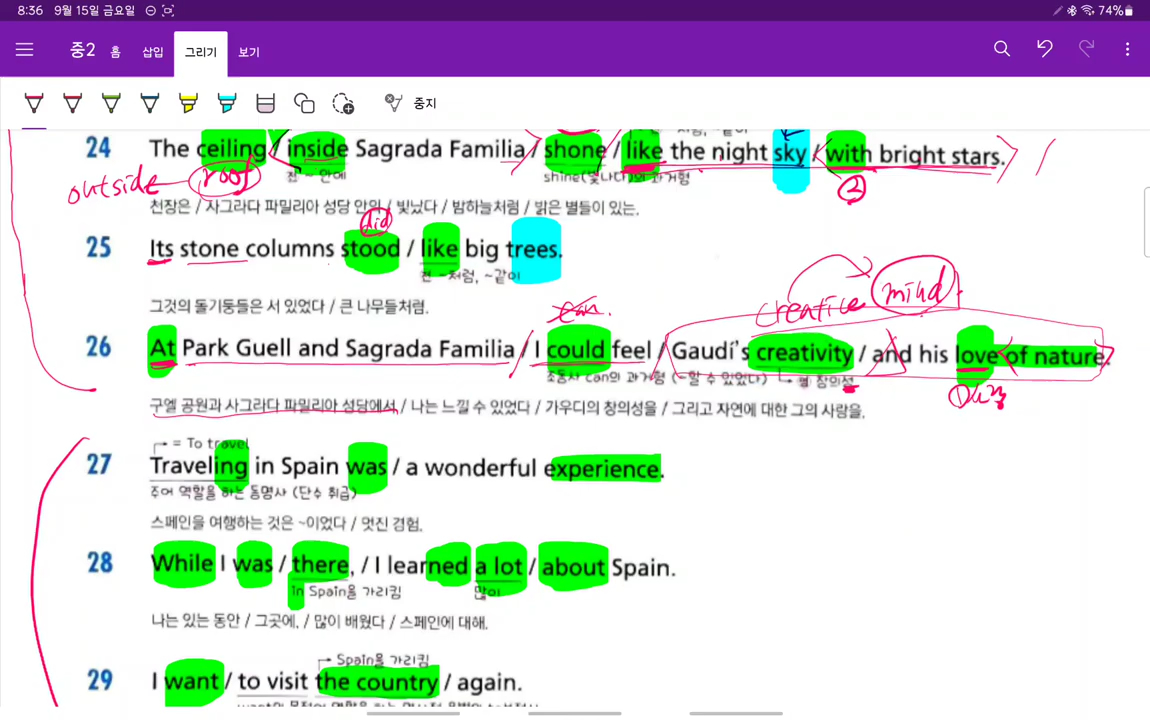 8:36 9월 15일 금요일 74%
중2 홈 삽입 그리기 보기
중지
24 The ceiling / inside Sagrada Familia / shone / like the night sky / with bright stars.
outside roof 전 ~ 안에 shine(빛나다)의 과거형 2
천장은 / 사그라다 파밀리아 성당 안의 / 빛났다 / 밤하늘처럼 / 밝은 별들이 있는.
did
25 Its stone columns stood / like big trees.
전 ~처럼, ~같이
그것의 돌기둥들은 서 있었다 / 큰 나무들처럼.
can. creative mind
26 At Park Guell and Sagrada Familia / I could feel / Gaudi's creativity / and his love of nature.
조동사 can의 과거형 (~할 수 있었다) 명 창의성
구엘 공원과 사그라다 파밀리아 성당에서 / 나는 느낄 수 있었다 / 가우디의 창의성을 / 그리고 자연에 대한 그의 사랑을.
= To travel
27 Traveling in Spain was / a wonderful experience.
주어 역할을 하는 동명사 (단수 취급)
스페인을 여행하는 것은 ~이었다 / 멋진 경험.
28 While I was / there, / I learned a lot / about Spain.
in Spain을 가리킴 많이
나는 있는 동안 / 그곳에, / 많이 배웠다 / 스페인에 대해.
Spain을 가리킴
29 I want / to visit the country / again.